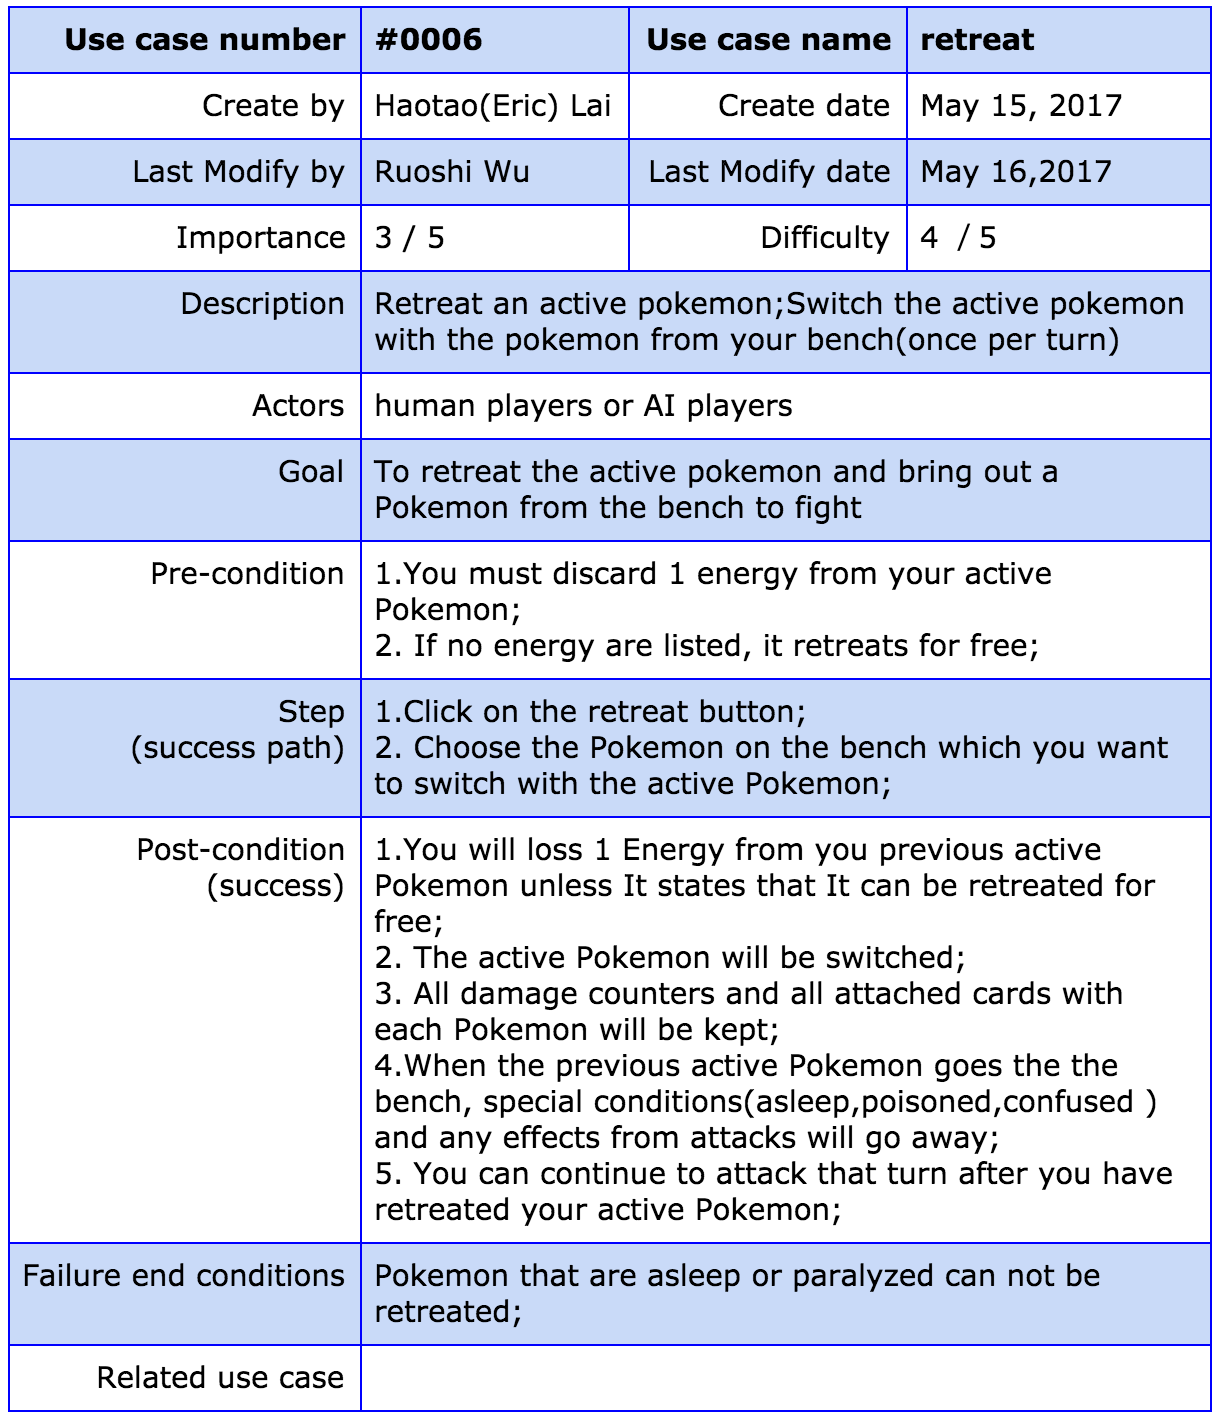 Use case number #0006 Use case name retreat
Create by Haotao(Eric) Lai Create date May 15, 2017
Last Modify by Ruoshi Wu Last Modify date May 16,2017
Importance 3 / 5 Difficulty 4  / 5
Description Retreat an active pokemon;Switch the active pokemon
with the pokemon from your bench(once per turn)
Actors human players or AI players
Goal To retreat the active pokemon and bring out a
Pokemon from the bench to fight
Pre-condition 1.You must discard 1 energy from your active
Pokemon;
2. If no energy are listed, it retreats for free;
Step 1.Click on the retreat button;
(success path) 2. Choose the Pokemon on the bench which you want
to switch with the active Pokemon;
Post-condition 1.You will loss 1 Energy from you previous active
(success) Pokemon unless It states that It can be retreated for
free;
2. The active Pokemon will be switched;
3. All damage counters and all attached cards with
each Pokemon will be kept;
4.When the previous active Pokemon goes the the
bench, special conditions(asleep,poisoned,confused )
and any effects from attacks will go away;
5. You can continue to attack that turn after you have
retreated your active Pokemon;
Failure end conditions Pokemon that are asleep or paralyzed can not be
retreated;
Related use case